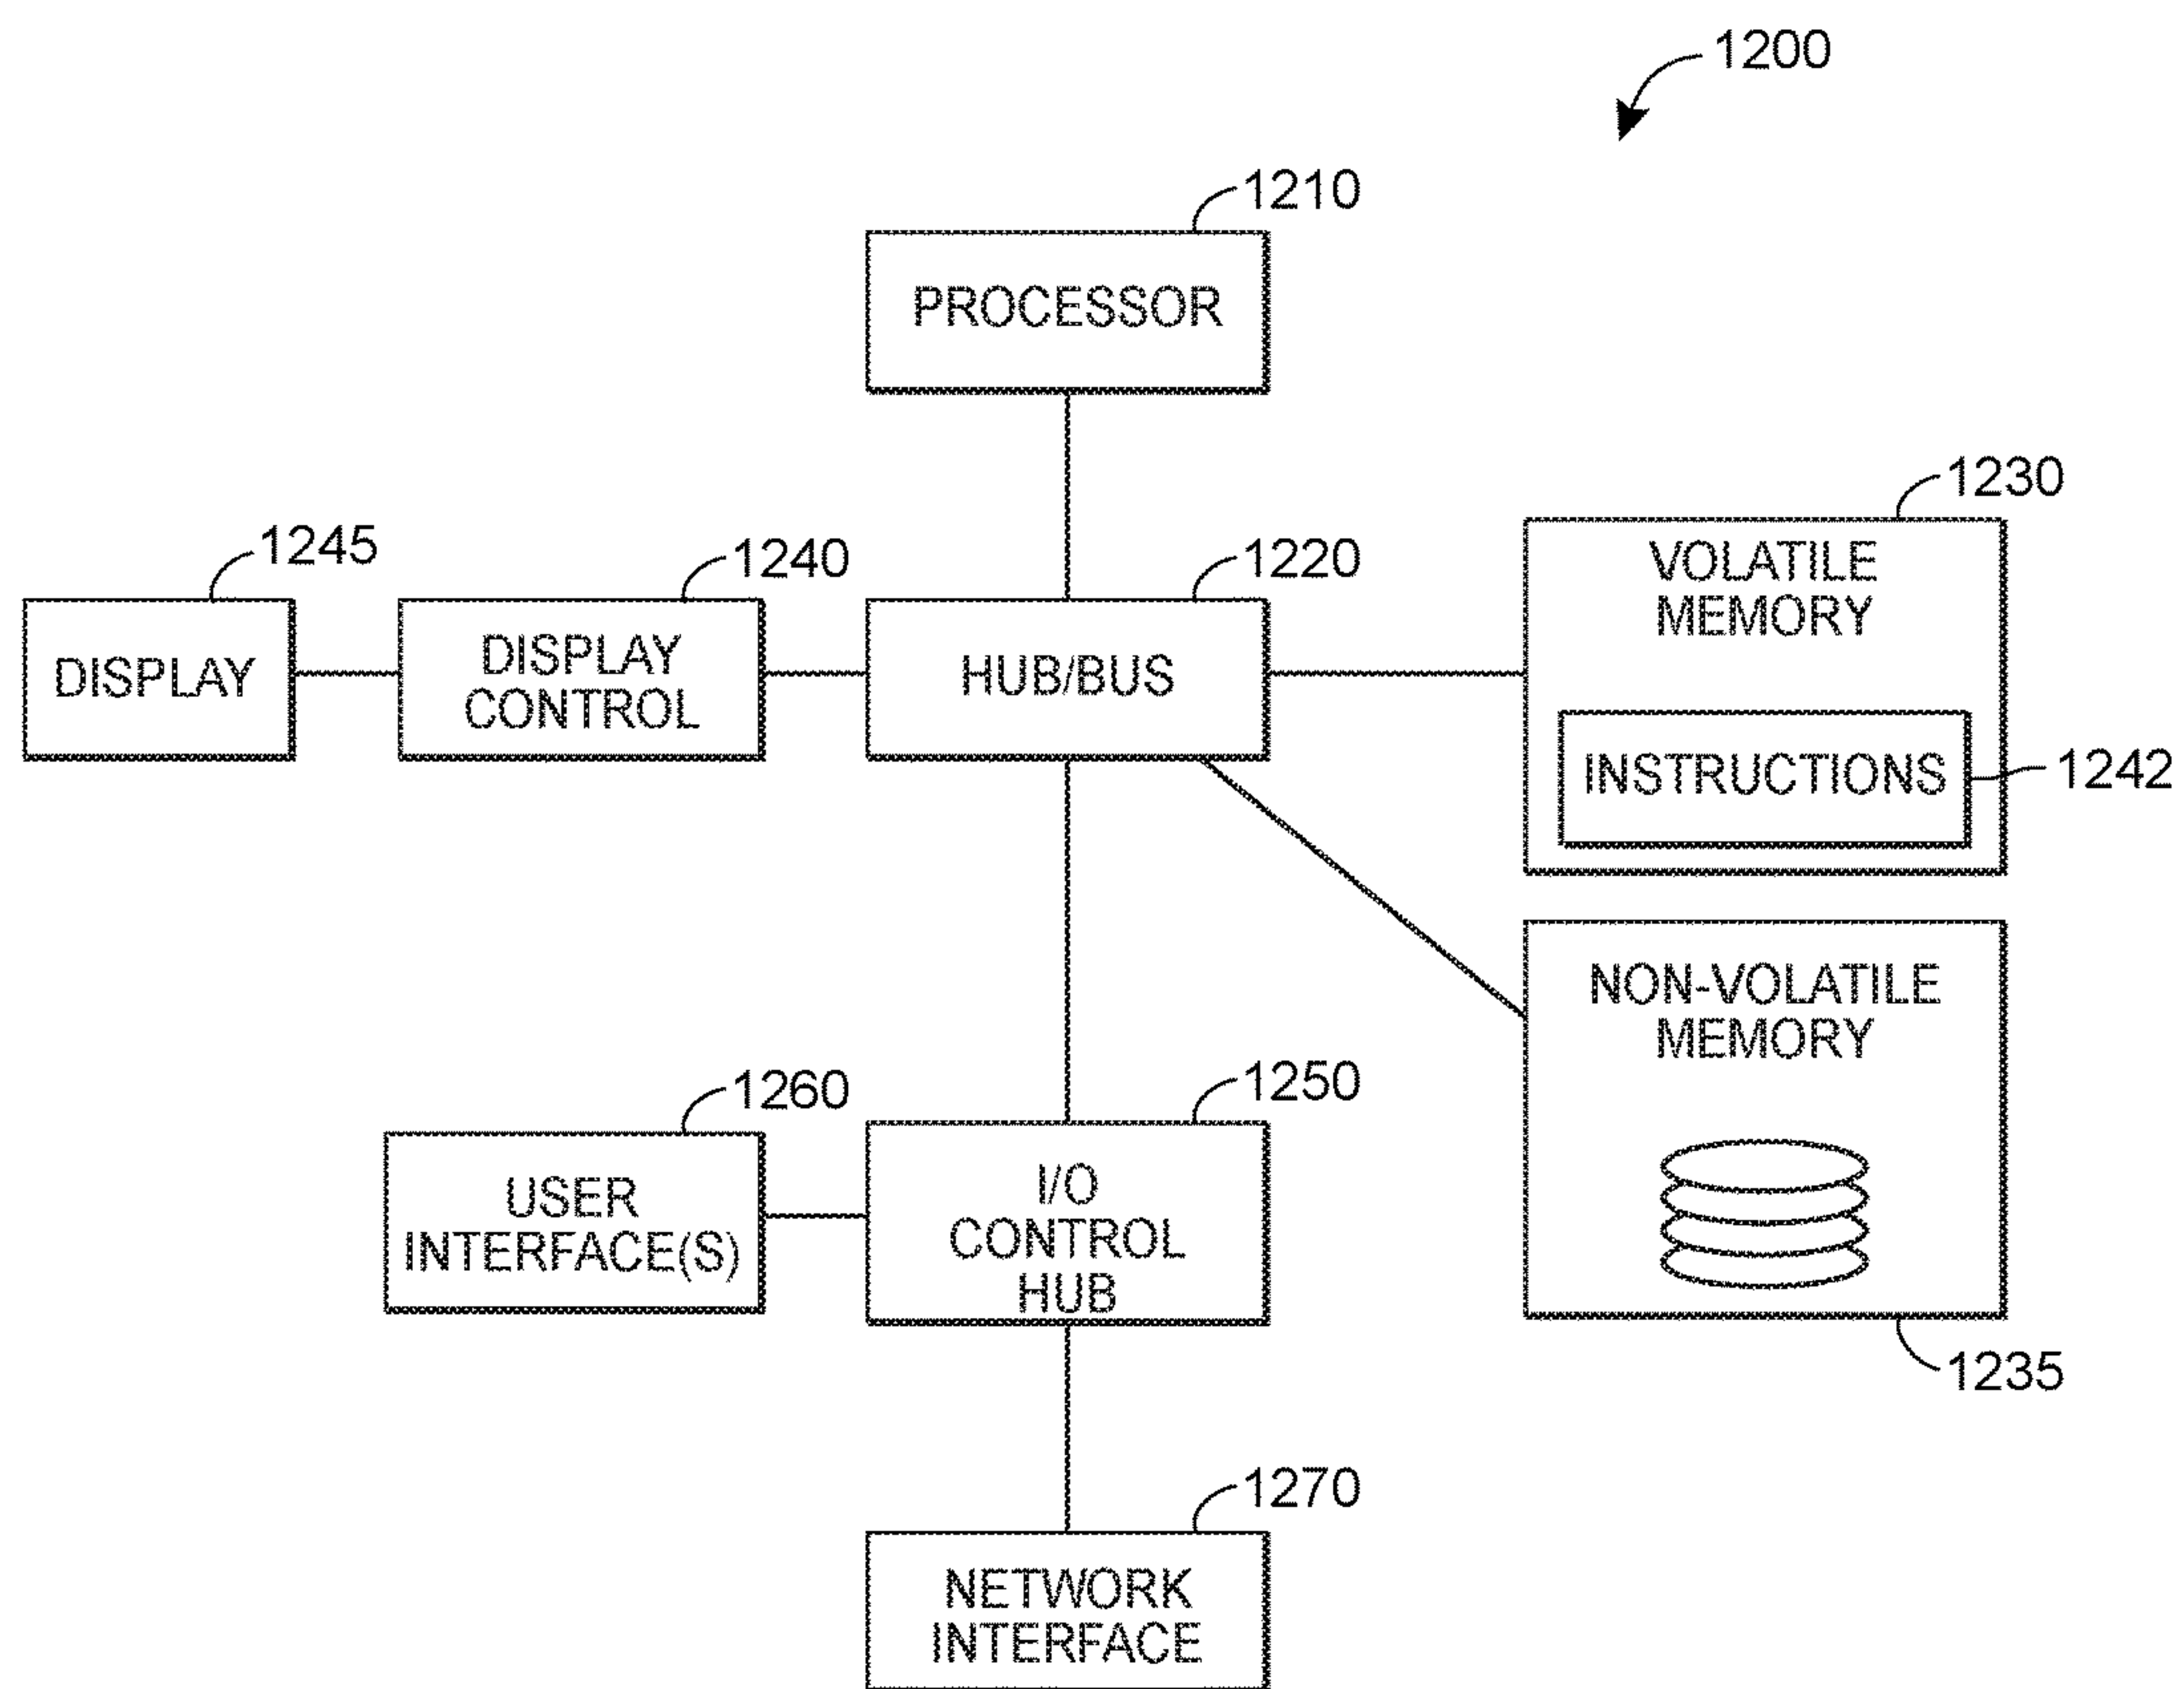 1200
1210
PROCESSOR
1230
1245
1240
1220
VOLATILE
MEMORY
DISPLAY
DISPLAY
CONTROL
HUB/BUS
INSTRUCTIONS
1242
NON-VOLATILE
MEMORY
1260
1250
USER
INTERFACE(S)
I/O
CONTROL
HUB
1235
1270
NETWORK
INTERFACE